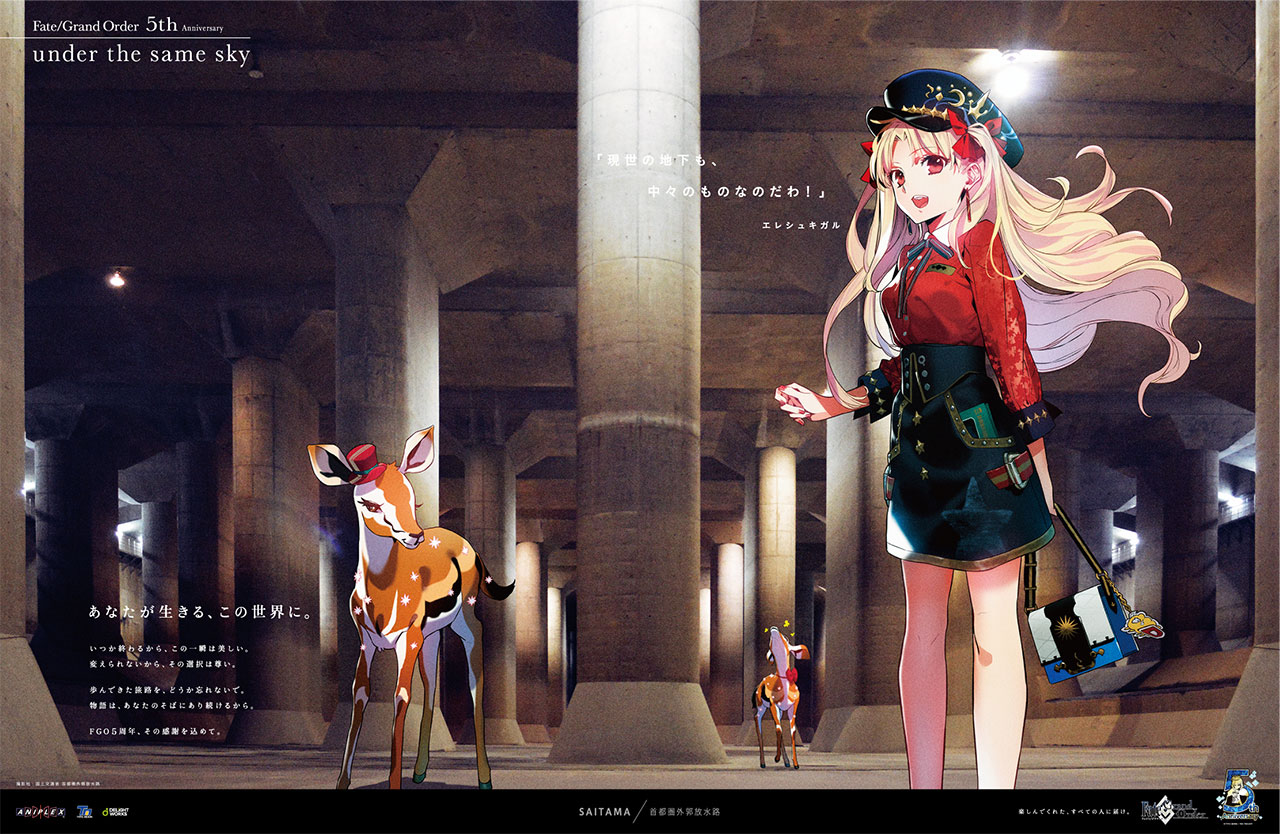 Fate/Grand Order 5th Anniversary
under the same sky
「現世の地下も、
中々のものなのだわ！」
エレシュキガル
あなたが生きる、この世界に。
いつか終わるから、この一瞬は美しい。
変えられないから、その選択は尊い。
歩んできた旅路を、どうか忘れないで。
物語は、あなたのそばにあり続けるから。
FGO5周年、その感謝を込めて。
ANIPLEX
DELIGHT WORKS
SAITAMA／首都圏外郭放水路
楽しんでくれた、すべての人に届け。
Fate Grand Order
5th Anniversary